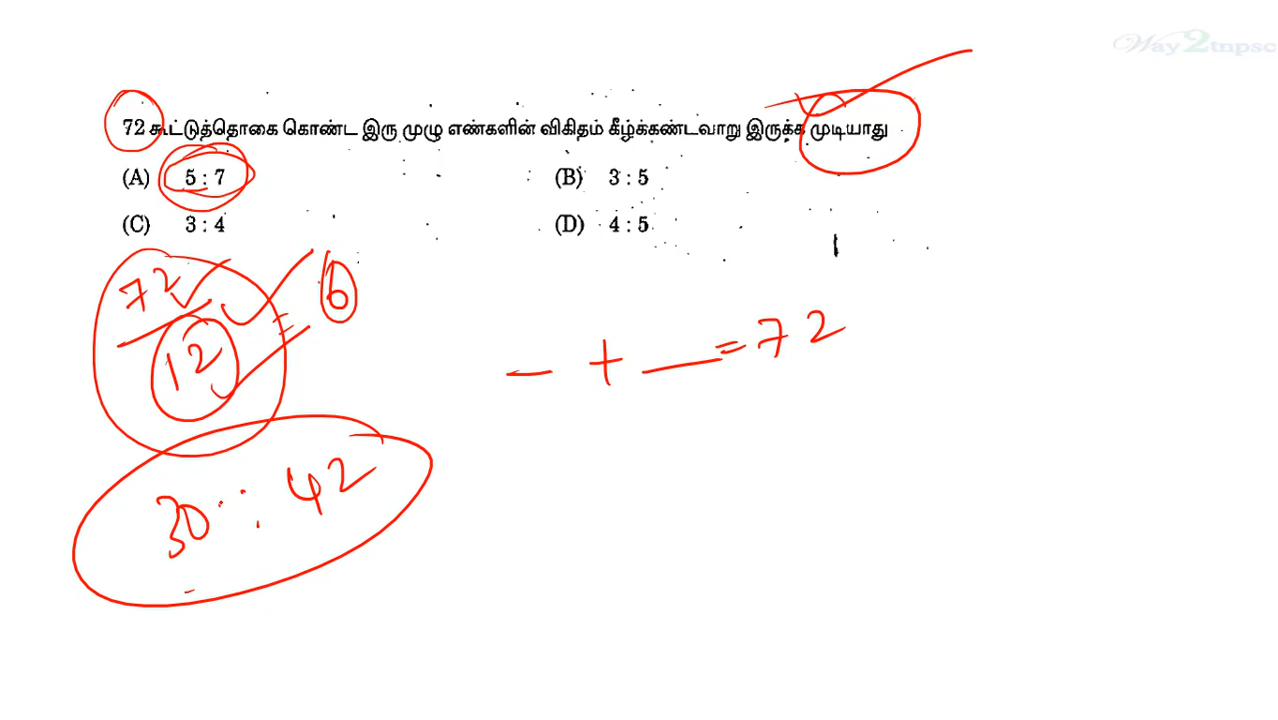 Way2tnpsc
72 கூட்டுத்தொகை கொண்ட இரு முழு எண்களின் விகிதம் கீழ்க்கண்டவாறு இருக்க முடியாது
(A) 5 : 7 (B) 3 : 5
(C) 3 : 4 (D) 4 : 5
72
12 = 6
— + — = 72
30 : 42